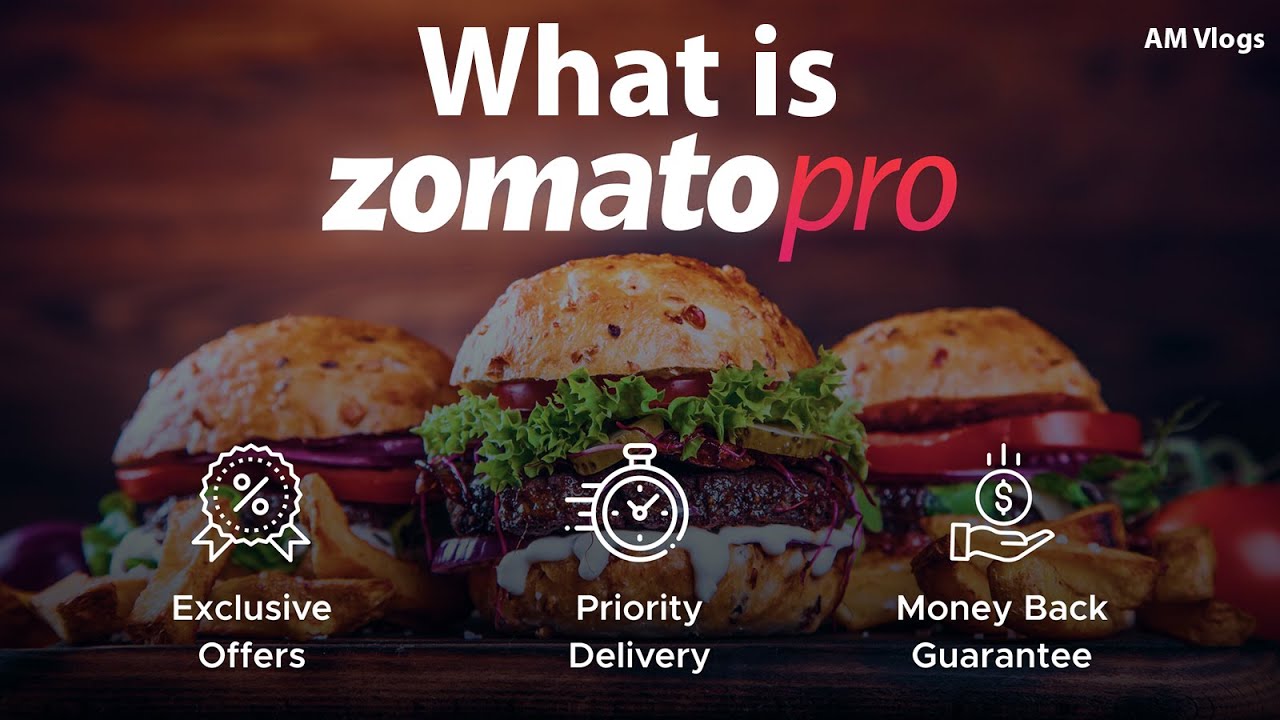 AM Vlogs
What is
zomatopro
%
$
Exclusive
Offers
Priority
Delivery
Money Back
Guarantee